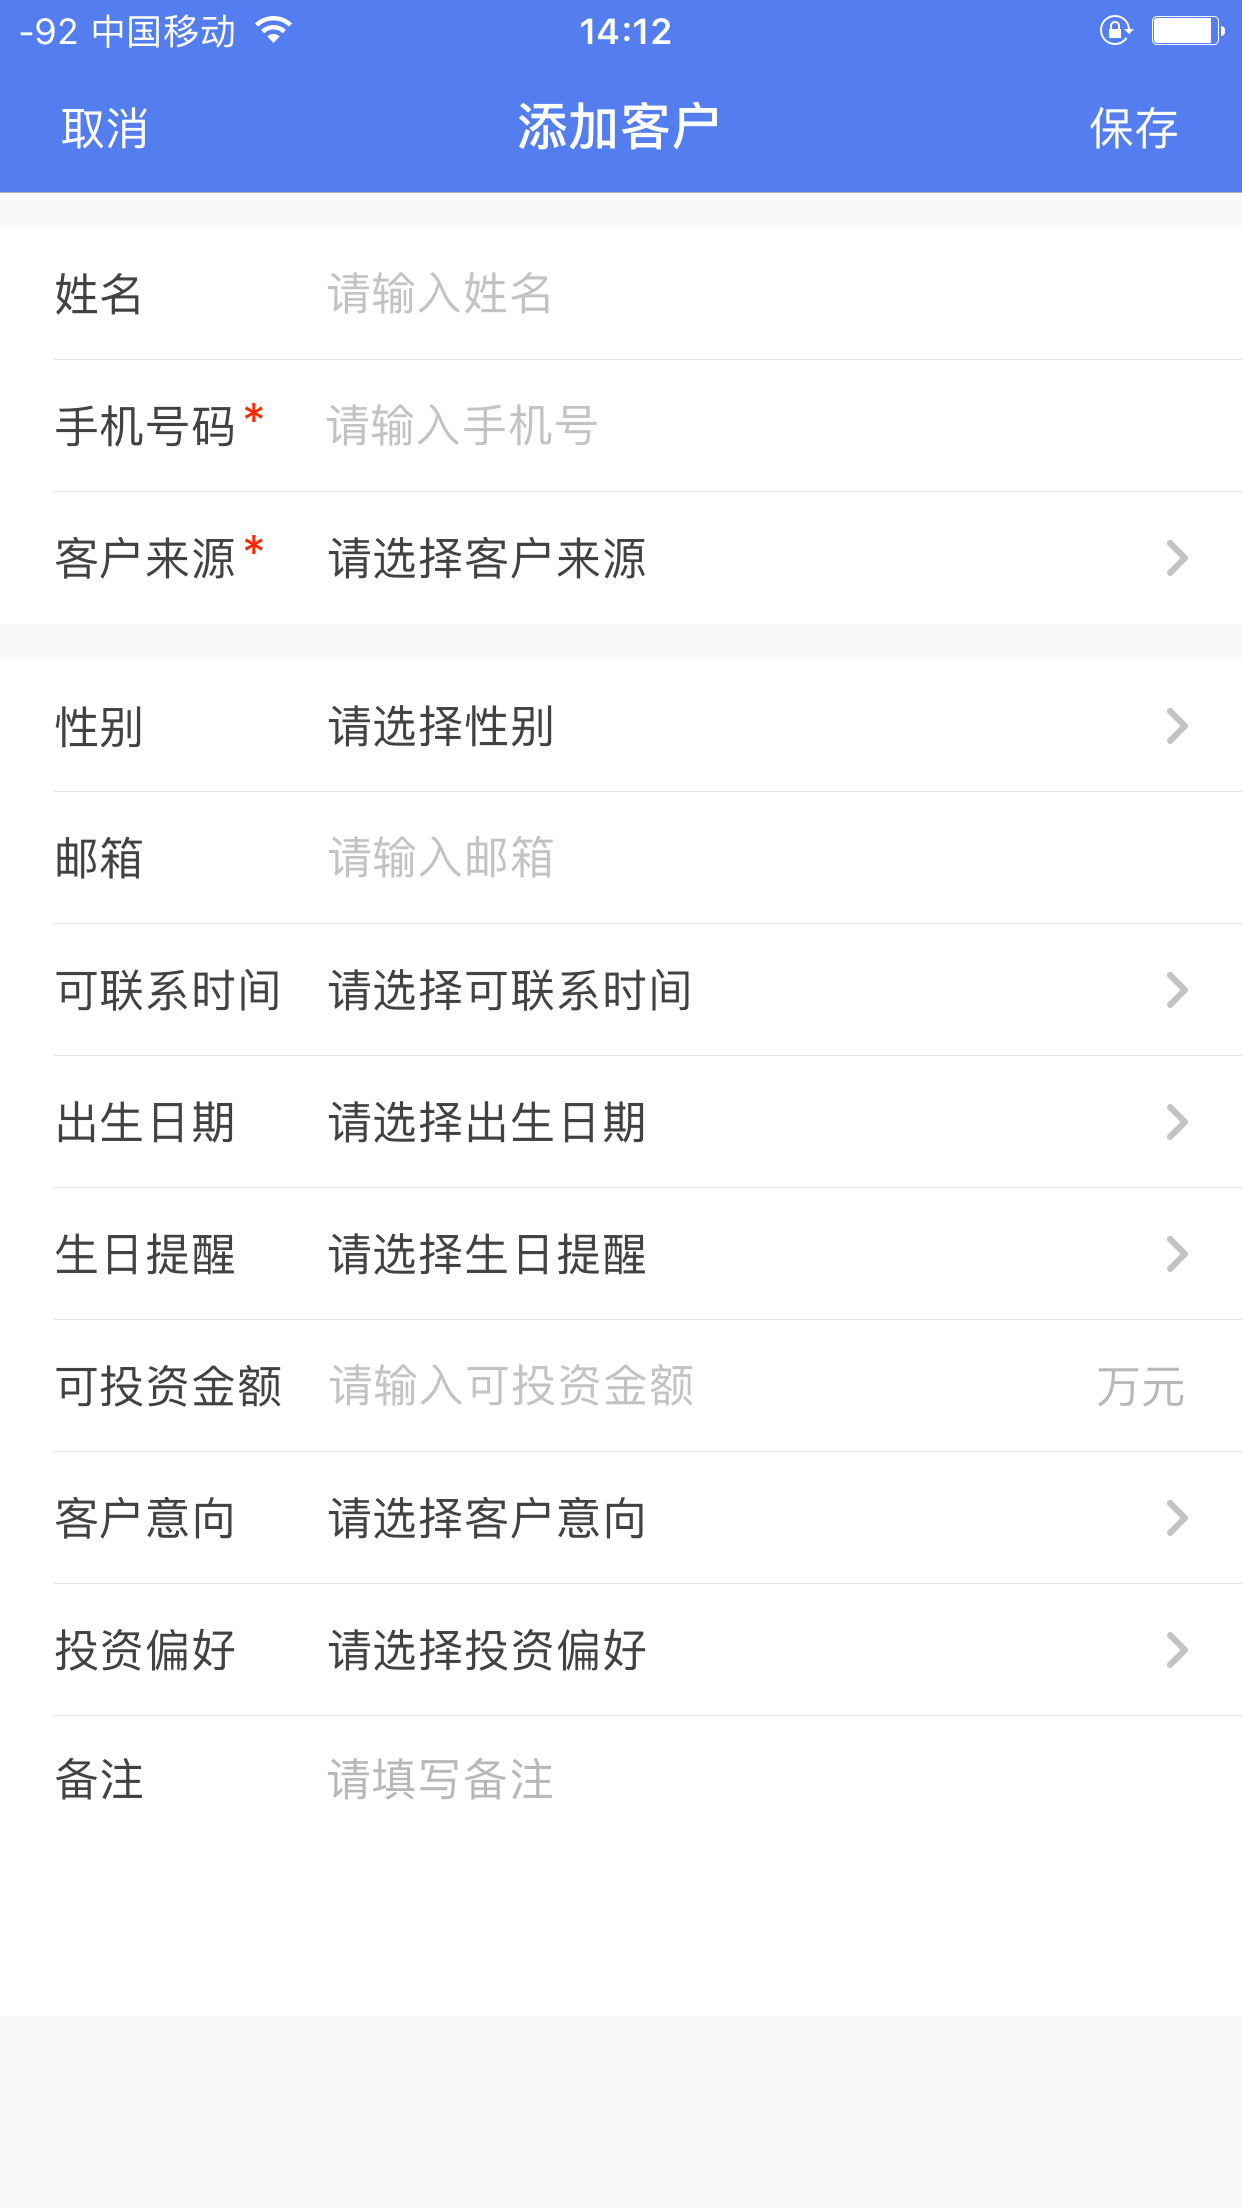 -92 中国移动 14:12
取消 添加客户 保存
姓名 请输入姓名
手机号码* 请输入手机号
客户来源* 请选择客户来源
性别 请选择性别
邮箱 请输入邮箱
可联系时间 请选择可联系时间
出生日期 请选择出生日期
生日提醒 请选择生日提醒
可投资金额 请输入可投资金额 万元
客户意向 请选择客户意向
投资偏好 请选择投资偏好
备注 请填写备注